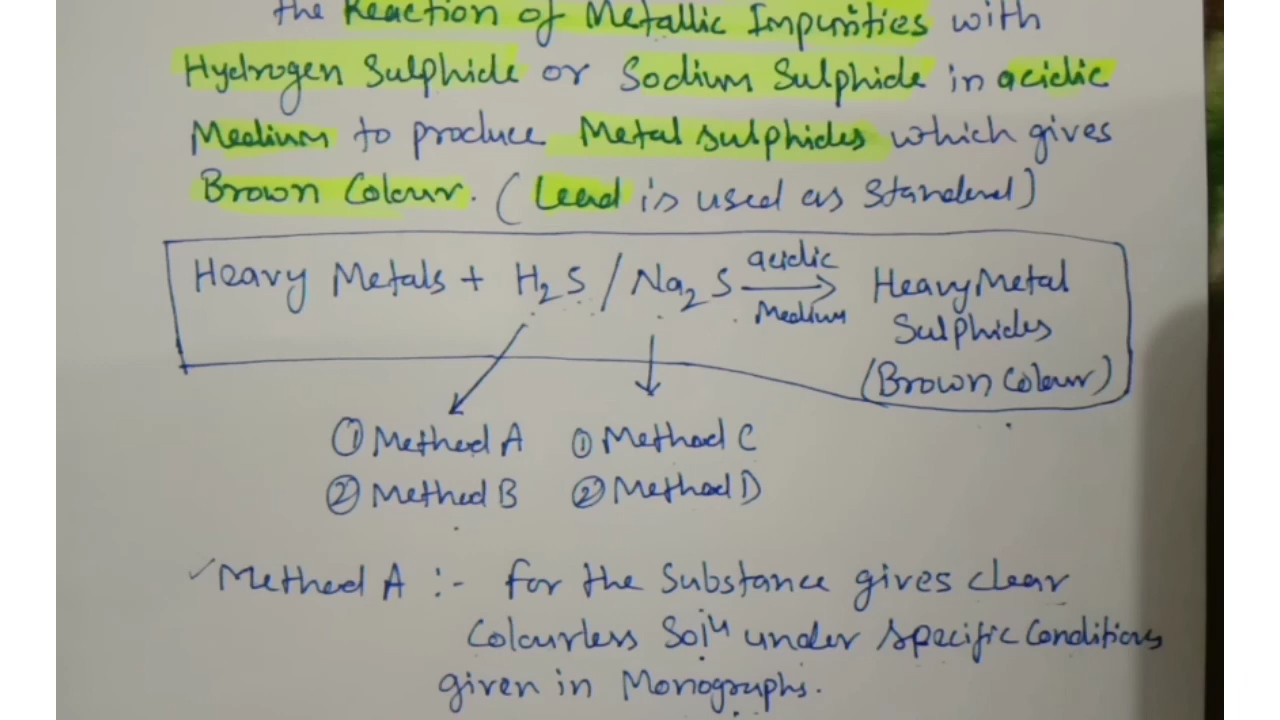 the Reaction of Metallic Impurities with
Hydrogen Sulphide or Sodium Sulphide in acidic
Medium to produce Metal sulphides which gives
Brown Colour. (Lead is used as Standard)
Heavy Metals + H₂S / Na₂S acidic Medium → Heavy Metal
Sulphides
(Brown Colour)
① Method A ① Method C
② Method B ② Method D
✓ Method A :- for the Substance gives clear
Colourless Solⁿ under specific Conditions
given in Monographs.